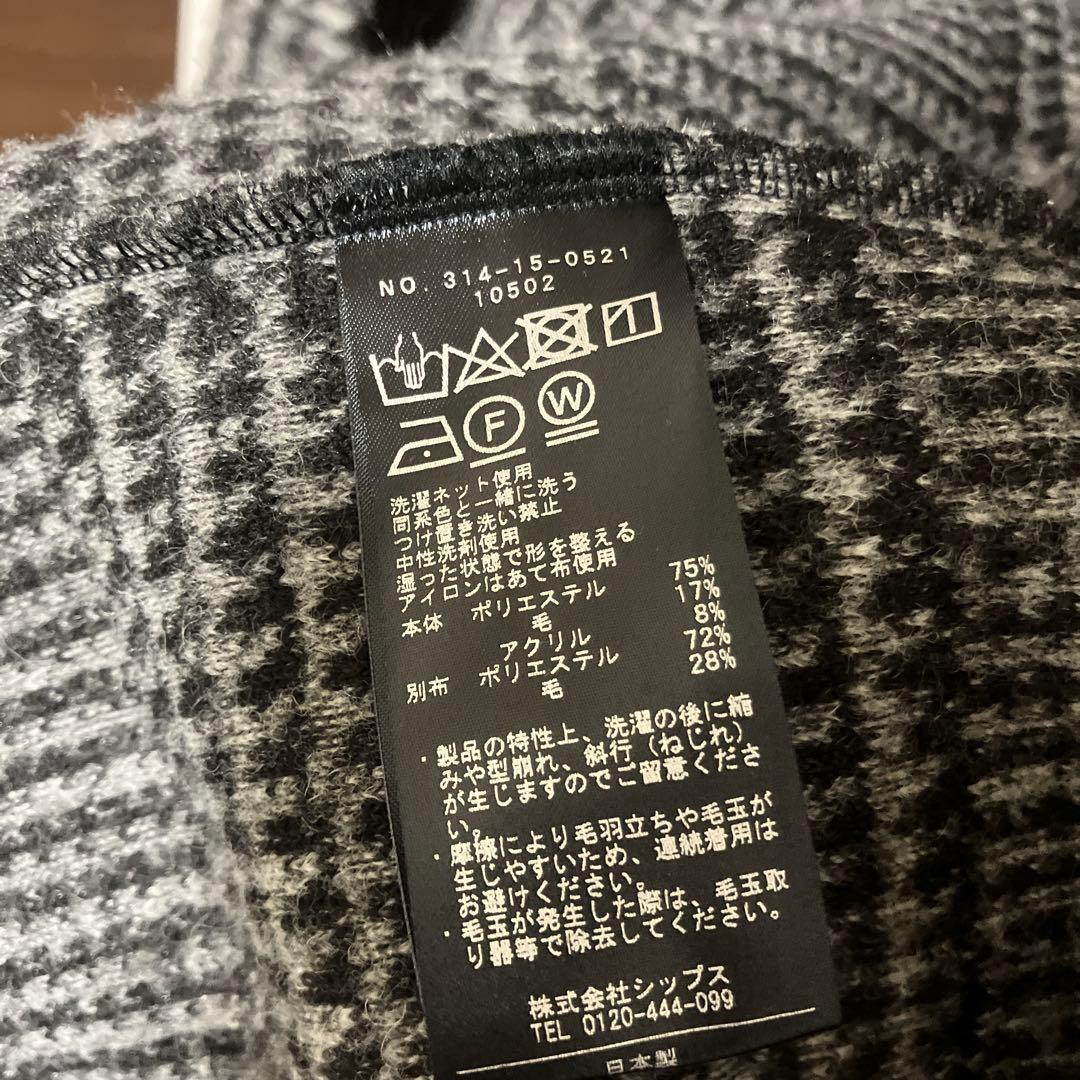 NO. 314-15-0521
10502
F W
洗濯ネット使用
同系色と一緒に洗う
つけ置き洗い禁止
中性洗剤使用
湿った状態で形を整える
アイロンはあて布使用
本体 ポリエステル 75%
毛 17%
アクリル 8%
別布 ポリエステル 72%
毛 28%
・製品の特性上、洗濯の後に縮
みや型崩れ、斜行（ねじれ）
が生じますのでご留意くださ
い。
・摩擦により毛羽立ちや毛玉が
生じやすいため、連続着用は
お避けください。
・毛玉が発生した際は、毛玉取
り器等で除去してください。
株式会社シップス
TEL 0120-444-099
日本製